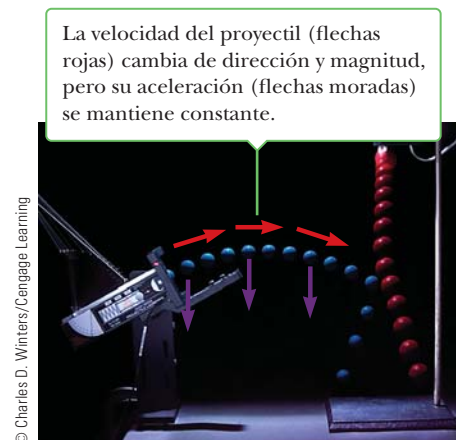 La velocidad del proyectil (flechas
rojas) cambia de dirección y magnitud,
pero su aceleración (flechas moradas)
se mantiene constante.
© Charles D. Winters/Cengage Learning